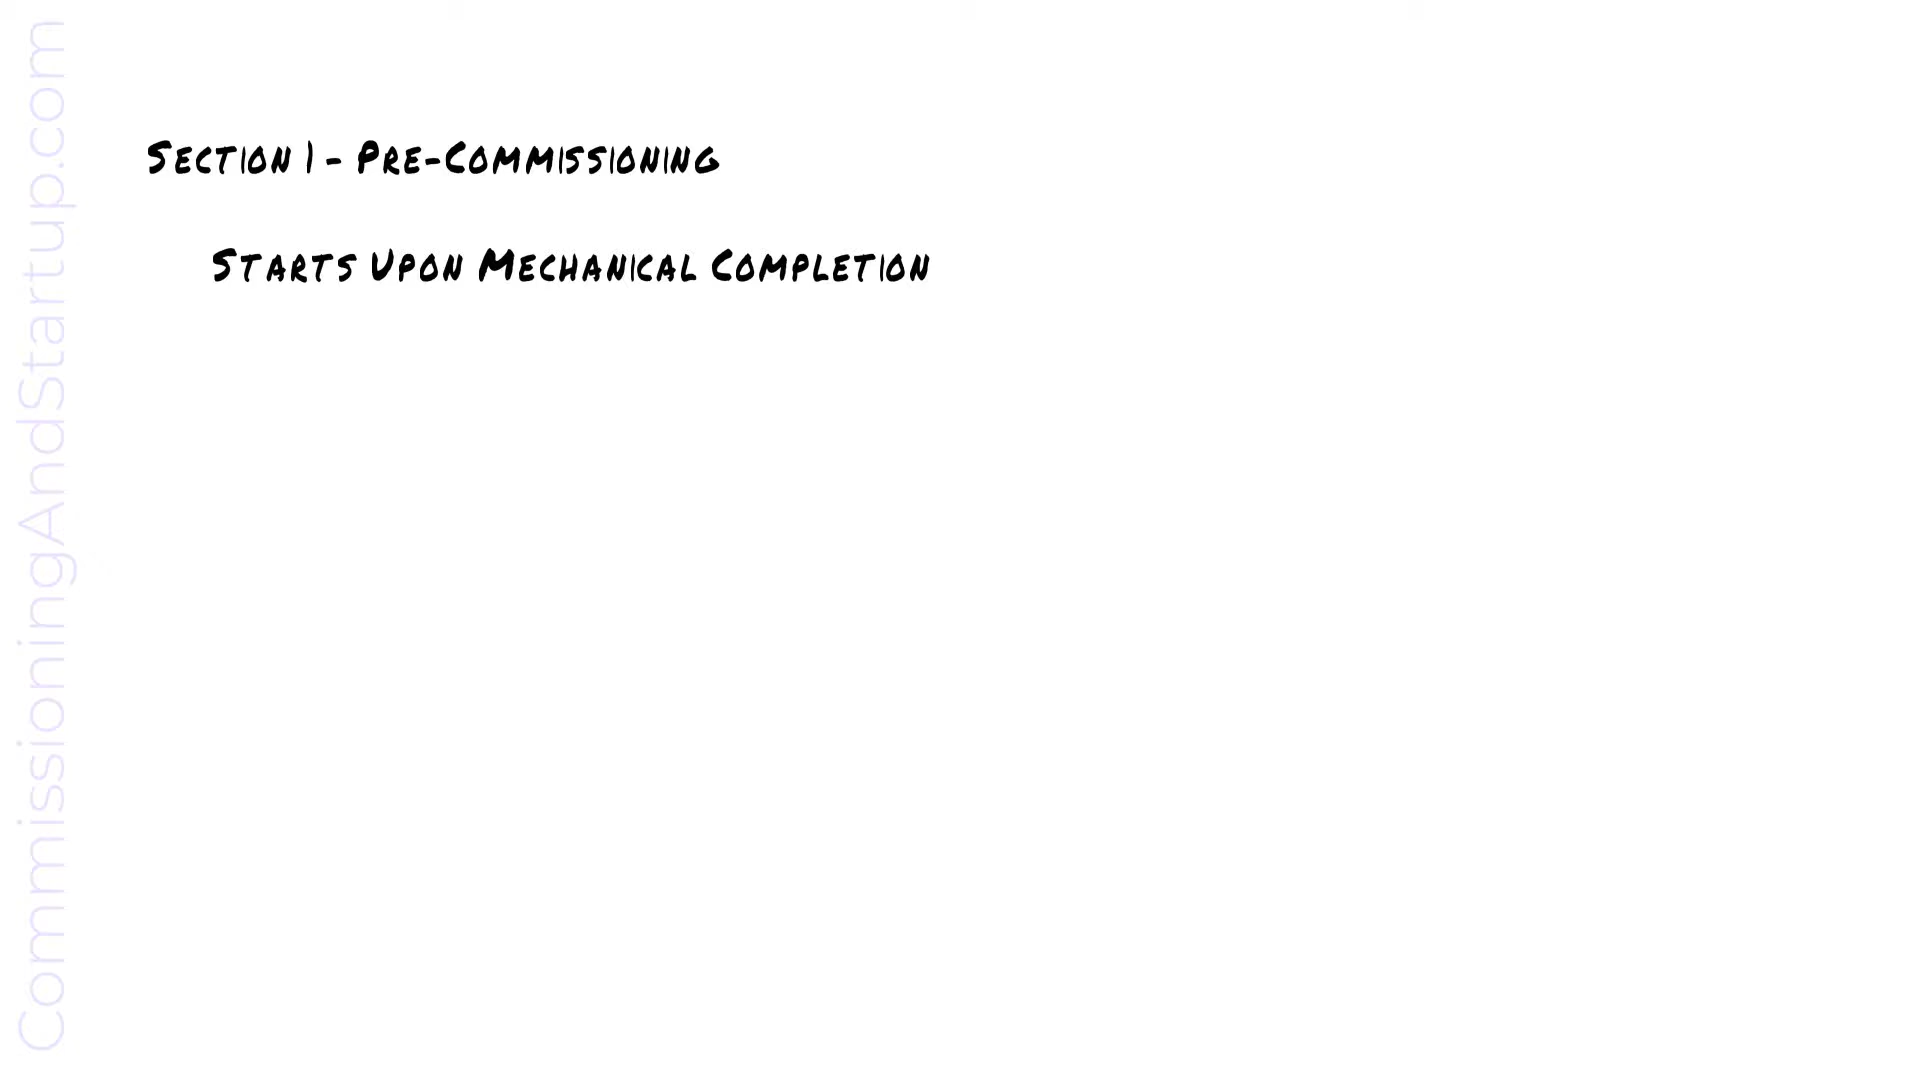 Section 1 - Pre-Commissioning
Starts Upon Mechanical Completion
CommissioningAndStartup.com